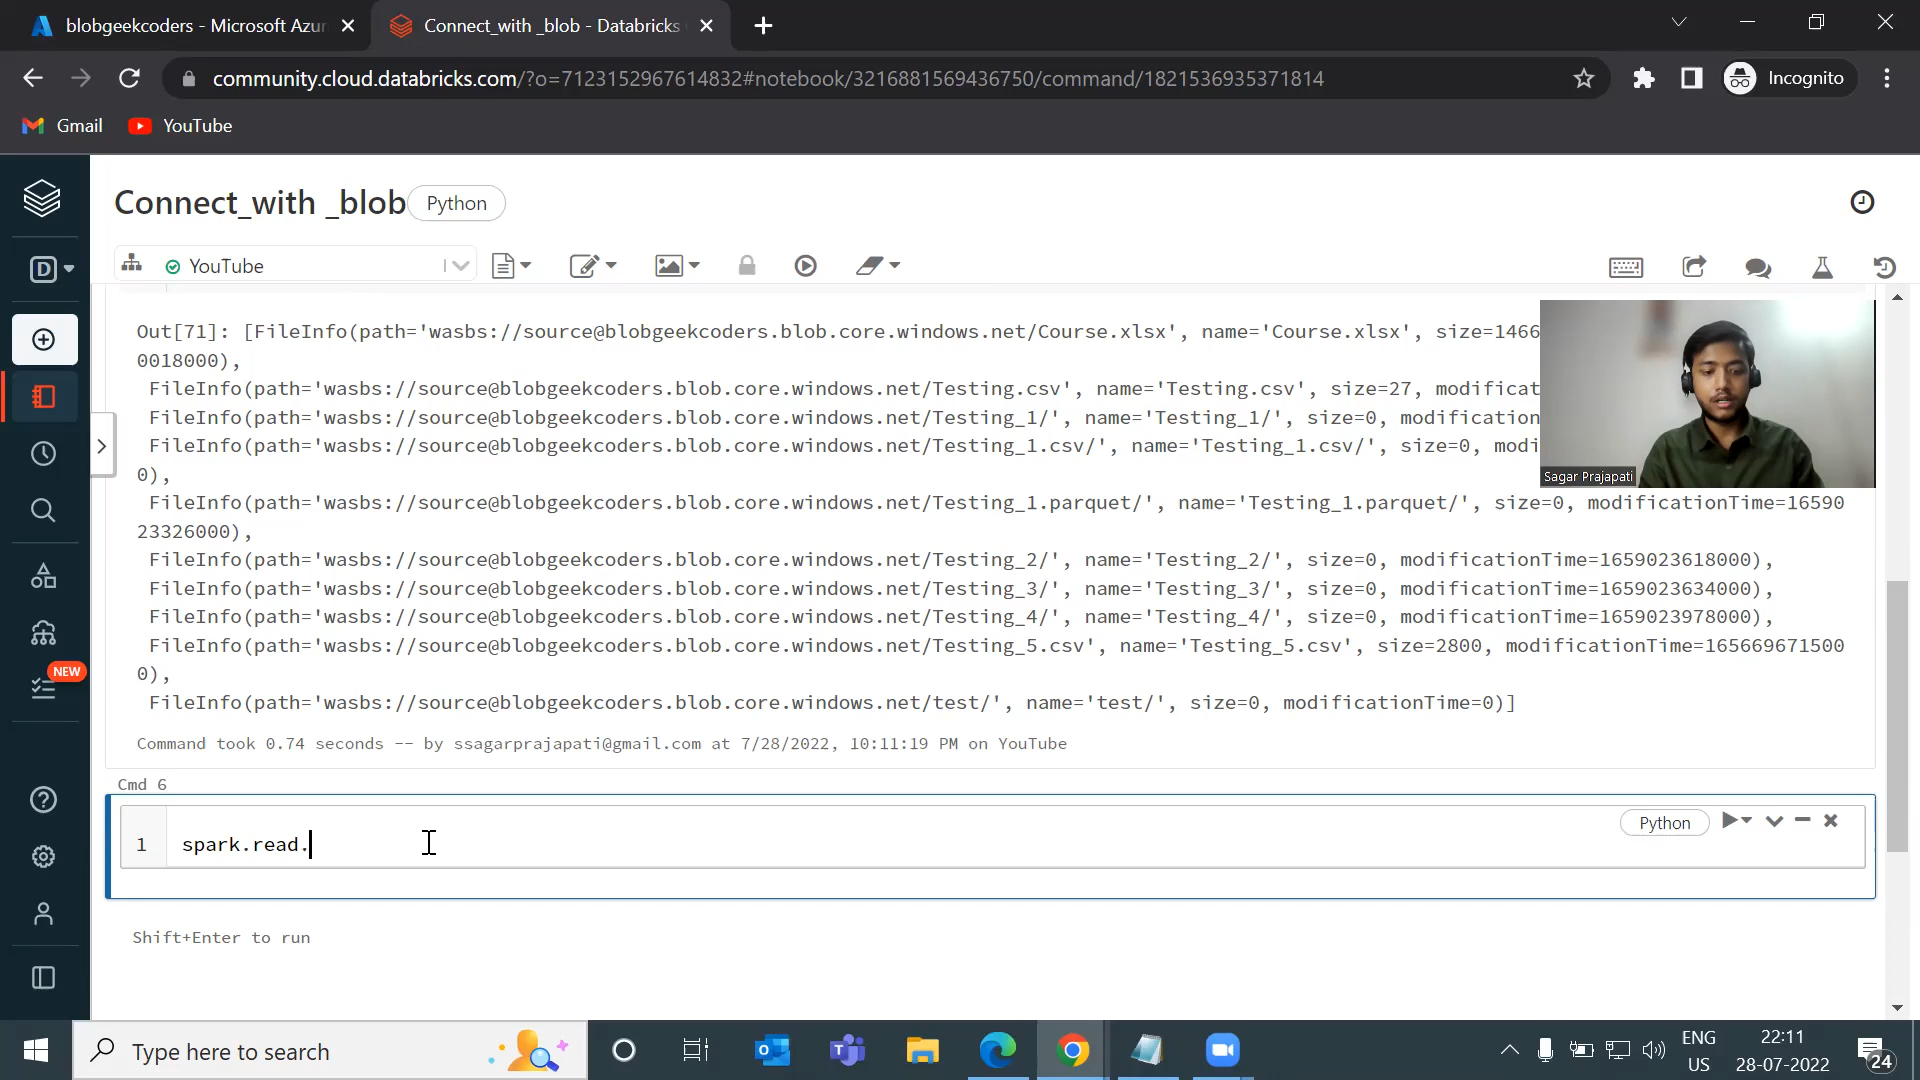 blobgeekcoders - Microsoft Azur
Connect_with _blob - Databricks
community.cloud.databricks.com/?o=7123152967614832#notebook/3216881569436750/command/1821536935371814
Incognito
Gmail
YouTube
Connect_with _blob
Python
D
YouTube
Out[71]: [FileInfo(path='wasbs://source@blobgeekcoders.blob.core.windows.net/Course.xlsx', name='Course.xlsx', size=1466
0018000),
FileInfo(path='wasbs://source@blobgeekcoders.blob.core.windows.net/Testing.csv', name='Testing.csv', size=27, modificat
FileInfo(path='wasbs://source@blobgeekcoders.blob.core.windows.net/Testing_1/', name='Testing_1/', size=0, modification
FileInfo(path='wasbs://source@blobgeekcoders.blob.core.windows.net/Testing_1.csv/', name='Testing_1.csv/', size=0, modi
0),
FileInfo(path='wasbs://source@blobgeekcoders.blob.core.windows.net/Testing_1.parquet/', name='Testing_1.parquet/', size=0, modificationTime=16590
23326000),
FileInfo(path='wasbs://source@blobgeekcoders.blob.core.windows.net/Testing_2/', name='Testing_2/', size=0, modificationTime=1659023618000),
FileInfo(path='wasbs://source@blobgeekcoders.blob.core.windows.net/Testing_3/', name='Testing_3/', size=0, modificationTime=1659023634000),
FileInfo(path='wasbs://source@blobgeekcoders.blob.core.windows.net/Testing_4/', name='Testing_4/', size=0, modificationTime=1659023978000),
FileInfo(path='wasbs://source@blobgeekcoders.blob.core.windows.net/Testing_5.csv', name='Testing_5.csv', size=2800, modificationTime=165669671500
0),
FileInfo(path='wasbs://source@blobgeekcoders.blob.core.windows.net/test/', name='test/', size=0, modificationTime=0)]
Sagar Prajapati
NEW
Command took 0.74 seconds -- by ssagarprajapati@gmail.com at 7/28/2022, 10:11:19 PM on YouTube
Cmd 6
Python
1 spark.read.
Shift+Enter to run
Type here to search
ENG
US
22:11
28-07-2022
24